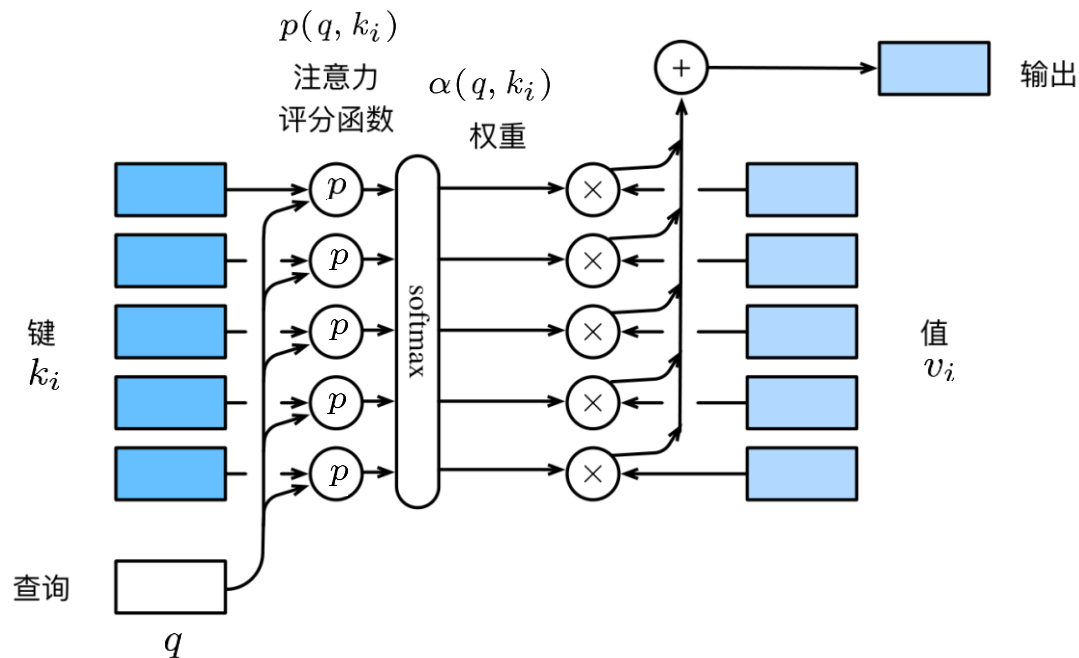 p(q, k_i)
注意力
评分函数
α(q, k_i)
权重
+
输出
p
×
p
×
softmax
键
k_i
p
×
值
v_i
p
×
p
×
查询
q